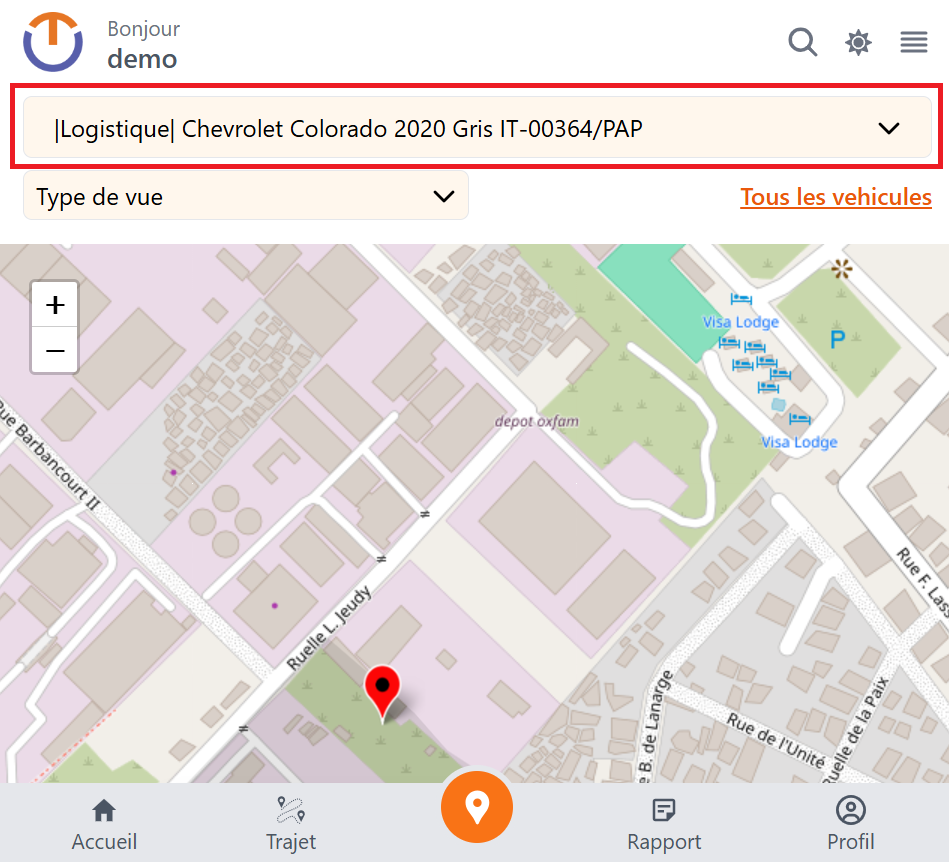 Bonjour
demo
|Logistique| Chevrolet Colorado 2020 Gris IT-00364/PAP
Type de vue
Tous les vehicules
+
−
Visa Lodge
P
depot oxfam
Visa Lodge
Rue Barbancourt II
Ruelle L. Jeudy
Rue F. Lass
e B. de Lanarge
Rue de l'Unité
Ruelle de la Paix
Accueil
Trajet
Rapport
Profil